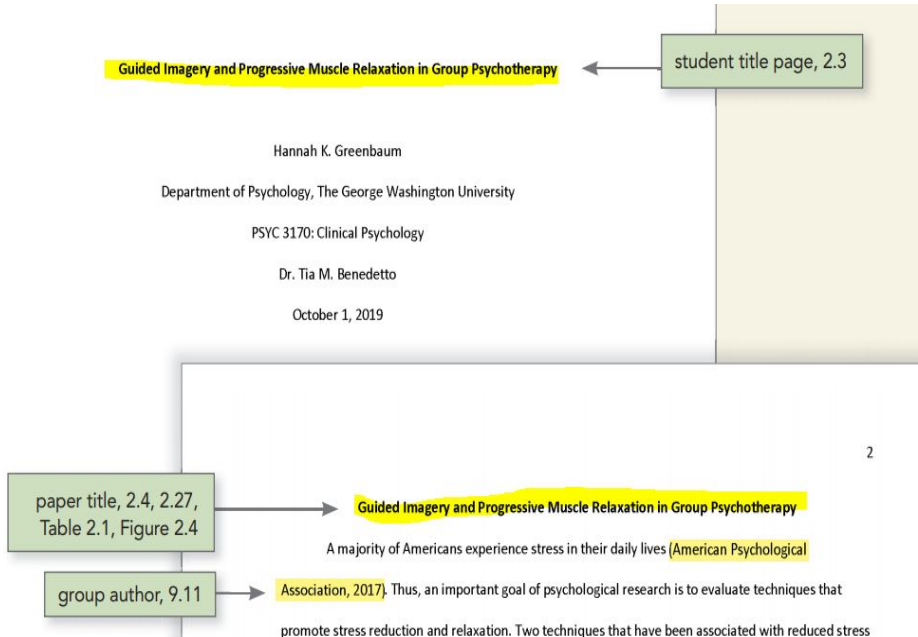 Guided Imagery and Progressive Muscle Relaxation in Group Psychotherapy
student title page, 2.3
Hannah K. Greenbaum
Department of Psychology, The George Washington University
PSYC 3170: Clinical Psychology
Dr. Tia M. Benedetto
October 1, 2019
2
paper title, 2.4, 2.27,
Table 2.1, Figure 2.4
Guided Imagery and Progressive Muscle Relaxation in Group Psychotherapy
A majority of Americans experience stress in their daily lives (American Psychological
group author, 9.11
Association, 2017). Thus, an important goal of psychological research is to evaluate techniques that
promote stress reduction and relaxation. Two techniques that have been associated with reduced stress